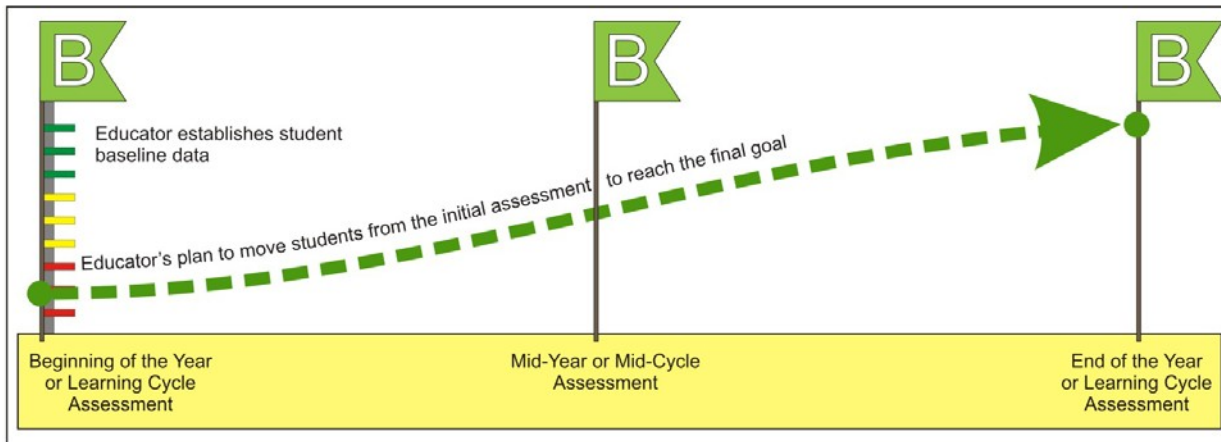 B
B
B
Educator establishes student
baseline data
Educator's plan to move students from the initial assessment to reach the final goal
Beginning of the Year
or Learning Cycle
Assessment
Mid-Year or Mid-Cycle
Assessment
End of the Year
or Learning Cycle
Assessment